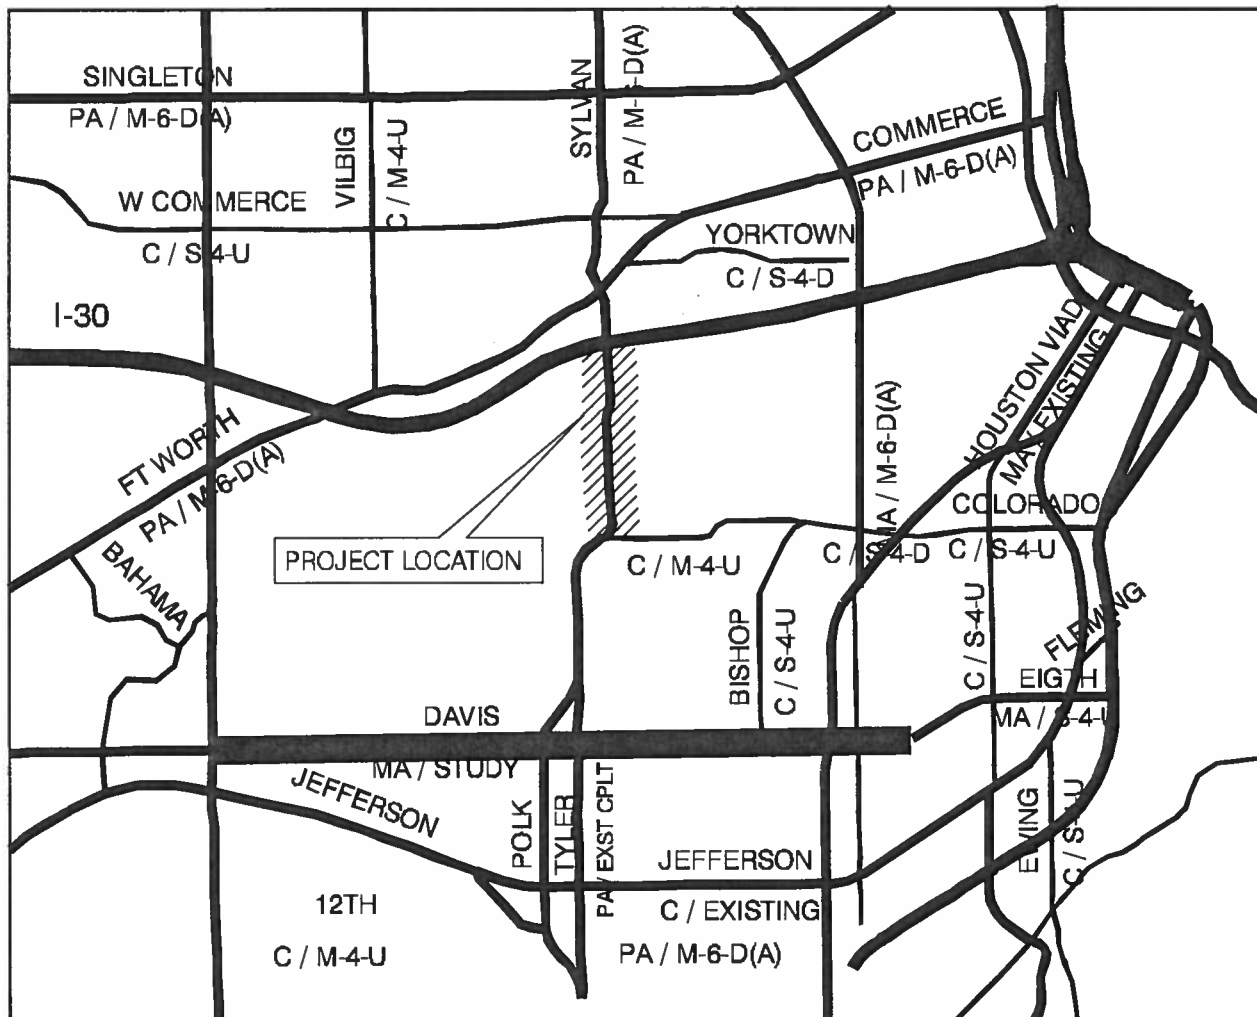 SINGLETON
PA / M-6-D(A)
SYLVAN
PA / M-6-D(A)
VILBIG
C / M-4-U
COMMERCE
PA / M-6-D(A)
W COMMERCE
C / S-4-U
YORKTOWN
C / S-4-D
I-30
HOUSTON VIAD
MA / EXISTING
FT WORTH
PA / M-6-D(A)
MA / M-6-D(A)
BAHAMA
PROJECT LOCATION
COLORADO
C / M-4-U
C / S-4-D
C / S-4-U
BISHOP
C / S-4-U
C / S-4-U
FLEMING
EIGTH
MA / S-4-U
DAVIS
MA / STUDY
JEFFERSON
POLK
TYLER
PA / EXST CPLT
EWING
C / S-4-U
JEFFERSON
C / EXISTING
12TH
C / M-4-U
PA / M-6-D(A)